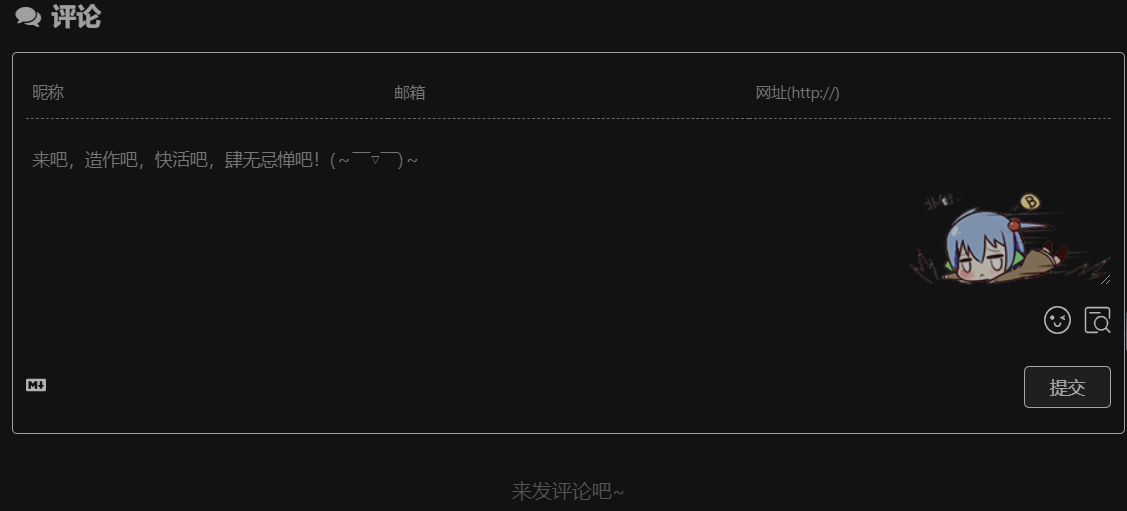 评论
昵称 邮箱 网址(http://)
来吧，造作吧，快活吧，肆无忌惮吧！(～￣▽￣)～
B
M↓ 提交
来发评论吧~